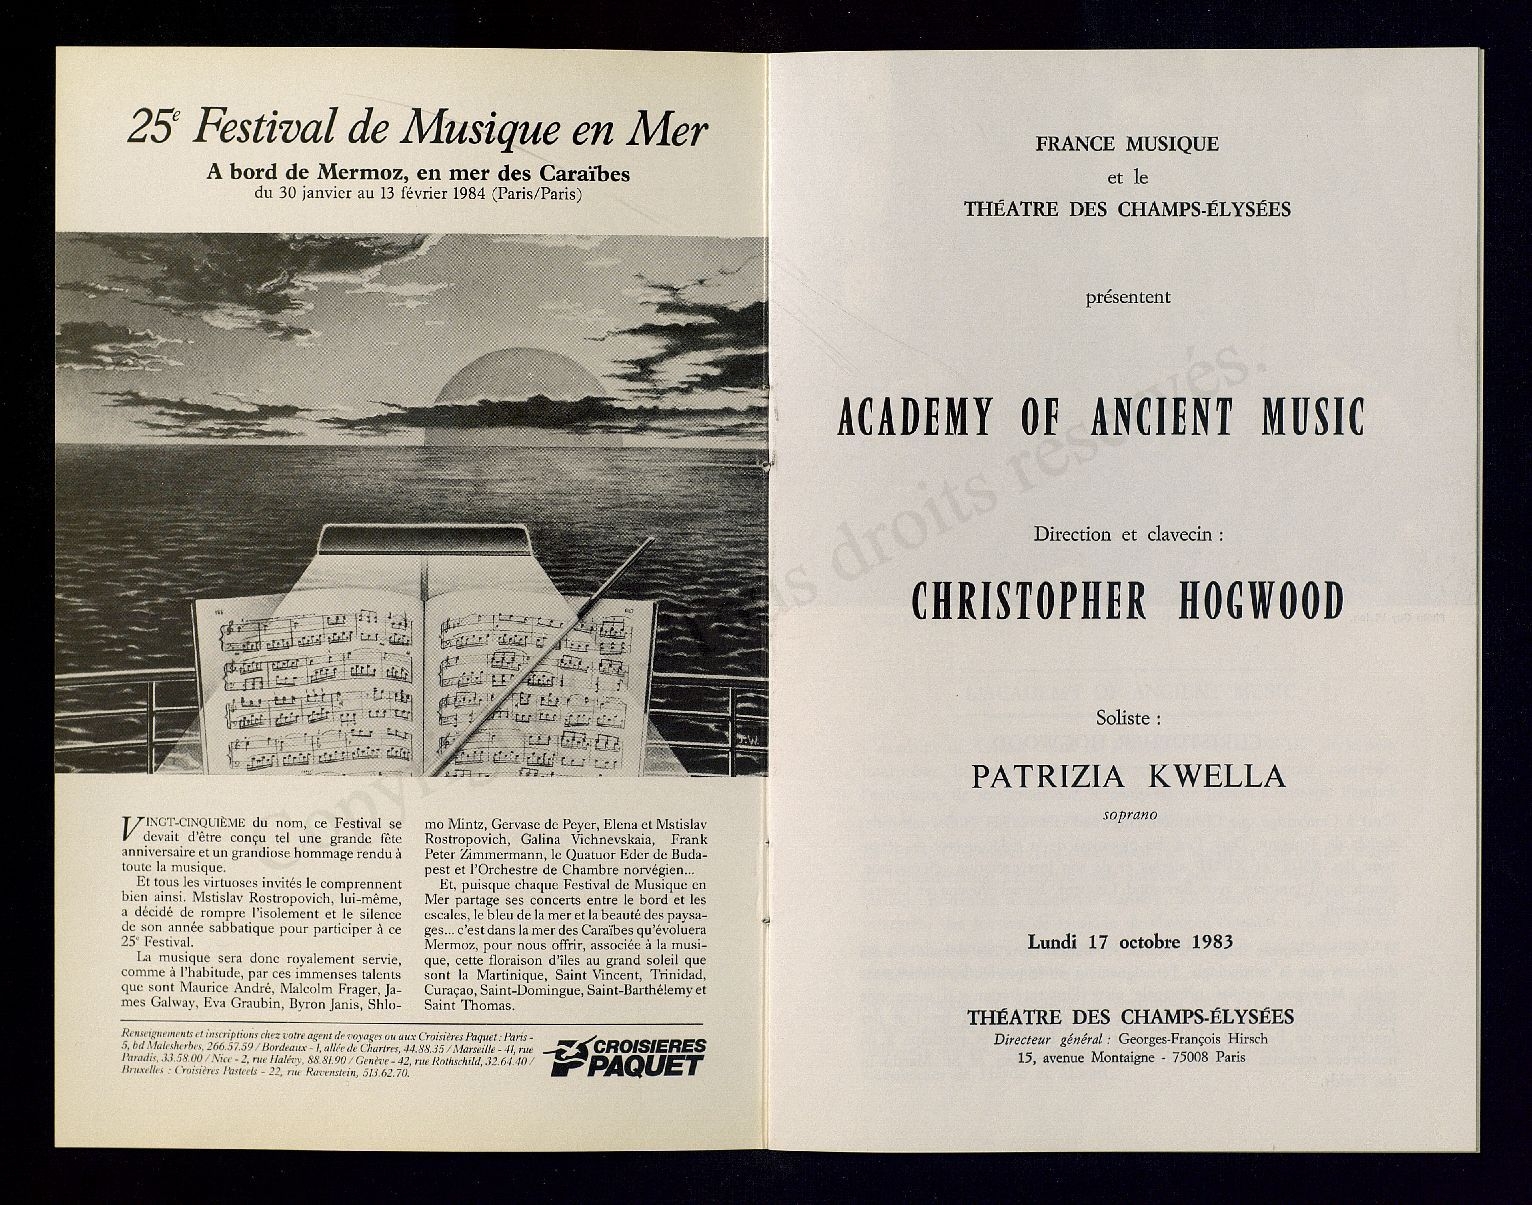 25e Festival de Musique en Mer
A bord de Mermoz, en mer des Caraïbes
du 30 janvier au 13 février 1984 (Paris/Paris)
J.W.
VINGT-CINQUIÈME du nom, ce Festival se
devait d'être conçu tel une grande fête
anniversaire et un grandiose hommage rendu à
toute la musique.
Et tous les virtuoses invités le comprennent
bien ainsi. Mstislav Rostropovich, lui-même,
a décidé de rompre l'isolement et le silence
de son année sabbatique pour participer à ce
25e Festival.
La musique sera donc royalement servie,
comme à l'habitude, par ces immenses talents
que sont Maurice André, Malcolm Frager, Ja-
mes Galway, Eva Graubin, Byron Janis, Shlo-
mo Mintz, Gervase de Peyer, Elena et Mstislav
Rostropovich, Galina Vichnevskaia, Frank
Peter Zimmermann, le Quatuor Eder de Buda-
pest et l'Orchestre de Chambre norvégien...
Et, puisque chaque Festival de Musique en
Mer partage ses concerts entre le bord et les
escales, le bleu de la mer et la beauté des paysa-
ges... c'est dans la mer des Caraïbes qu'évoluera
Mermoz, pour nous offrir, associée à la musi-
que, cette floraison d'îles au grand soleil que
sont la Martinique, Saint Vincent, Trinidad,
Curaçao, Saint-Domingue, Saint-Barthélemy et
Saint Thomas.
Renseignements et inscriptions chez votre agent de voyages ou aux Croisières Paquet : Paris -
5, bd Malesherbes, 266.57.59 / Bordeaux - 1, allée de Chartres, 44.88.35 / Marseille - 41, rue
Paradis, 33.58.00 / Nice - 2, rue Halévy, 88.81.90 / Genève - 42, rue Rothschild, 32.64.40 /
Bruxelles : Croisières Pasteels - 22, rue Ravenstein, 513.62.70.
CROISIERES
PAQUET
FRANCE MUSIQUE
et le
THÉATRE DES CHAMPS-ÉLYSÉES
présentent
ACADEMY OF ANCIENT MUSIC
Direction et clavecin :
CHRISTOPHER HOGWOOD
Soliste :
PATRIZIA KWELLA
soprano
Lundi 17 octobre 1983
THÉATRE DES CHAMPS-ÉLYSÉES
Directeur général : Georges-François Hirsch
15, avenue Montaigne - 75008 Paris
droits réservés.